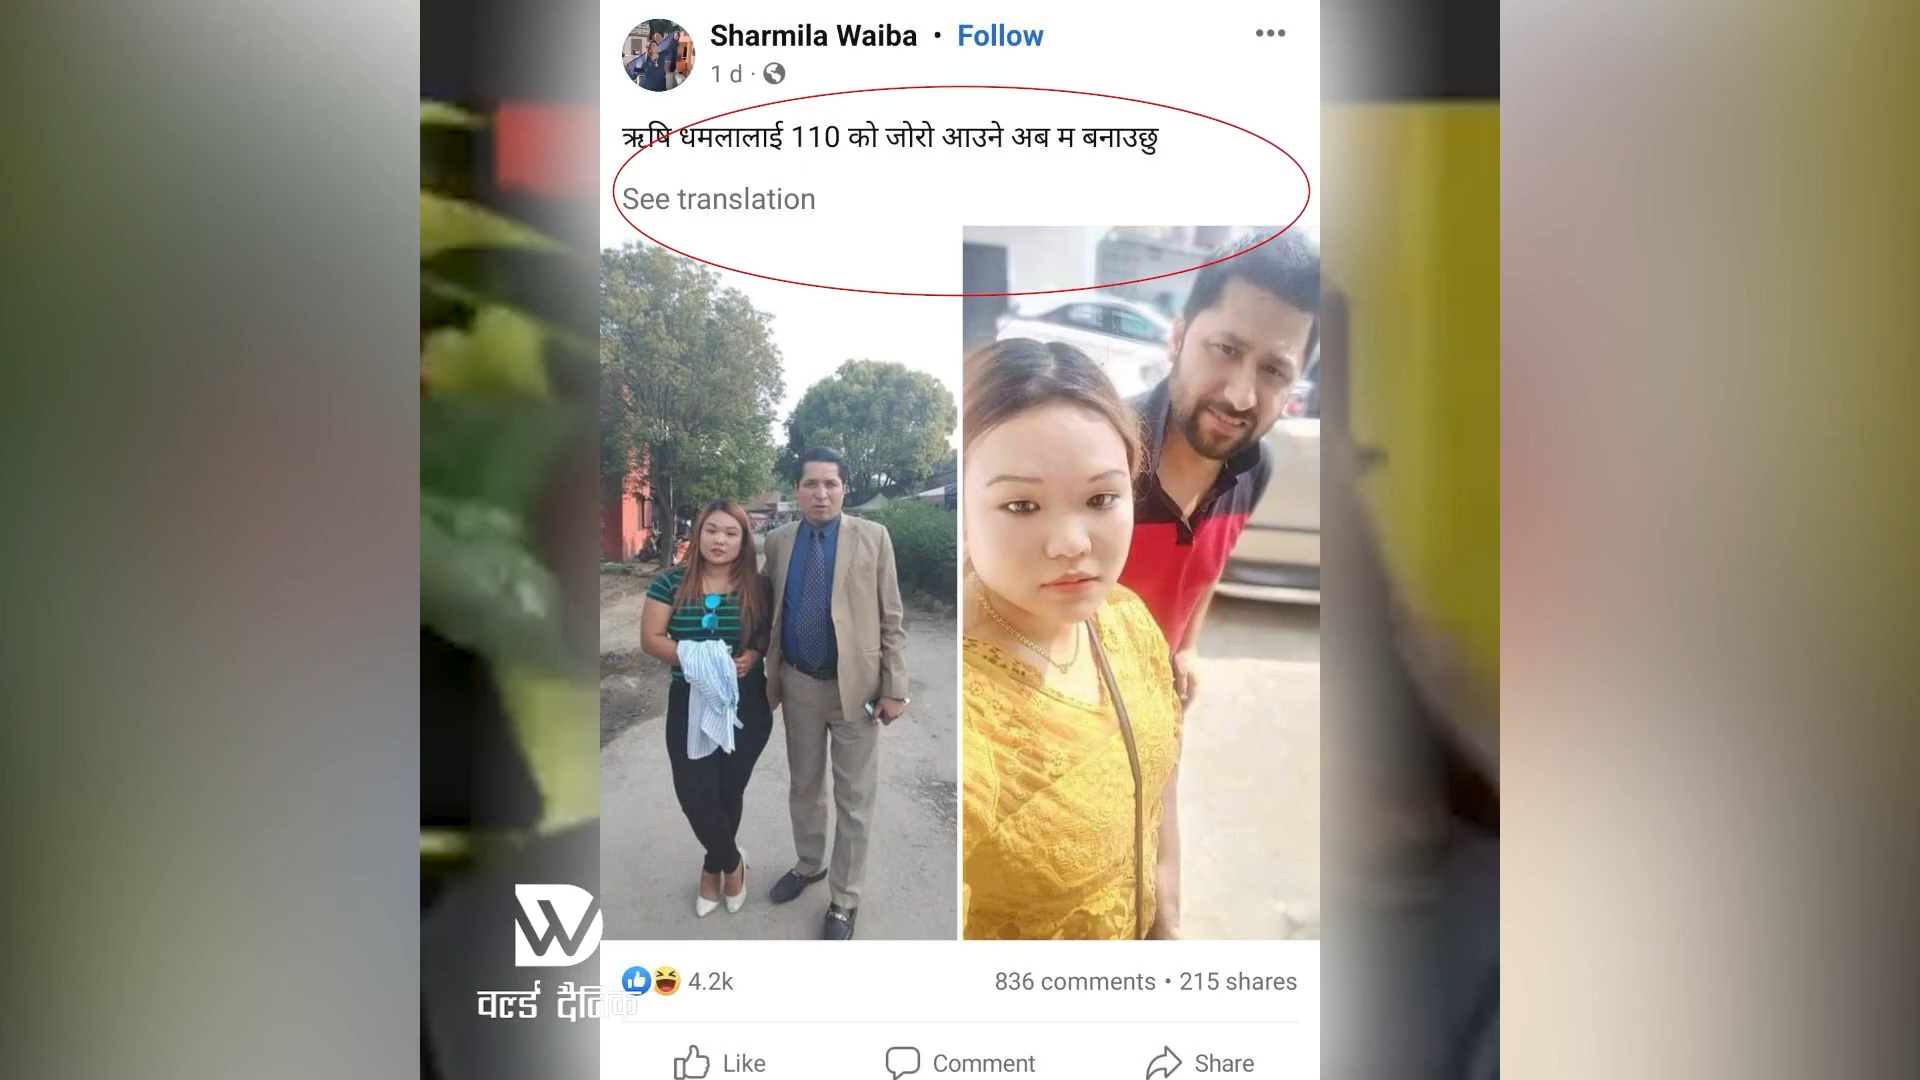 Sharmila Waiba • Follow
1 d ·
ऋषि धमलालाई 110 को जोरो आउने अब म बनाउछु
See translation
4.2k 836 comments • 215 shares
वर्ल्ड दैनिक
Like Comment Share